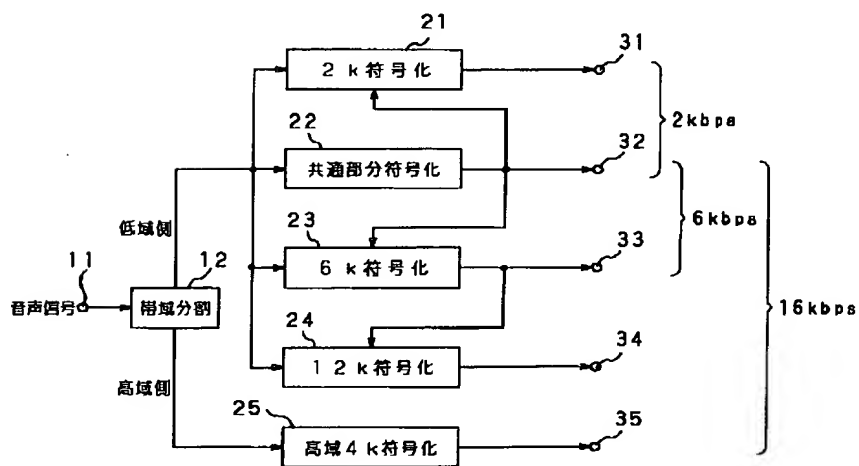 21
31
2k符号化
22
32
2kbps
共通部分符号化
低域側
23
33
6kbps
11
12
6k符号化
音声信号
帯域分割
16kbps
24
34
12k符号化
高域側
25
35
高域4k符号化